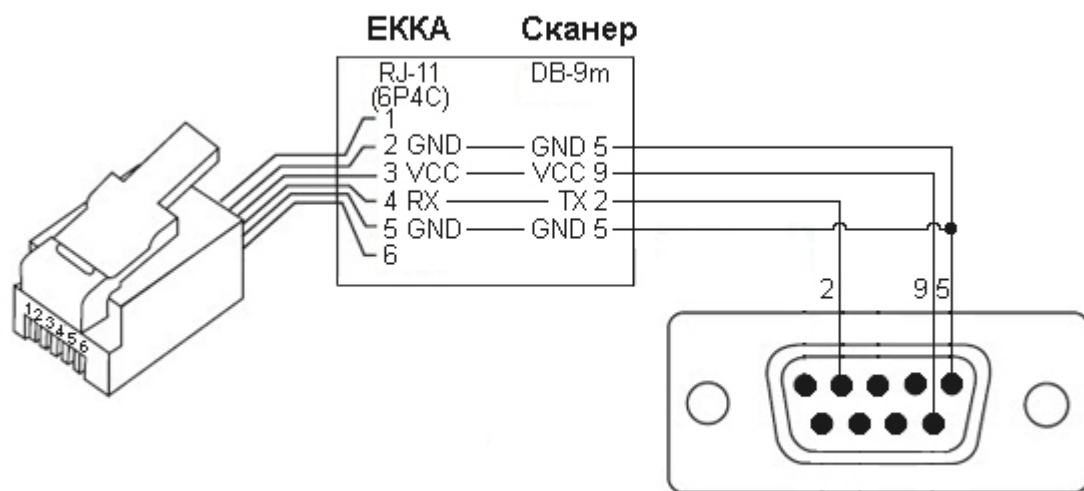 ЕККА Сканер
RJ-11 DB-9m
(6P4C)
1
2 GND GND 5
3 VCC VCC 9
4 RX TX 2
5 GND GND 5
6
2 9 5
123456